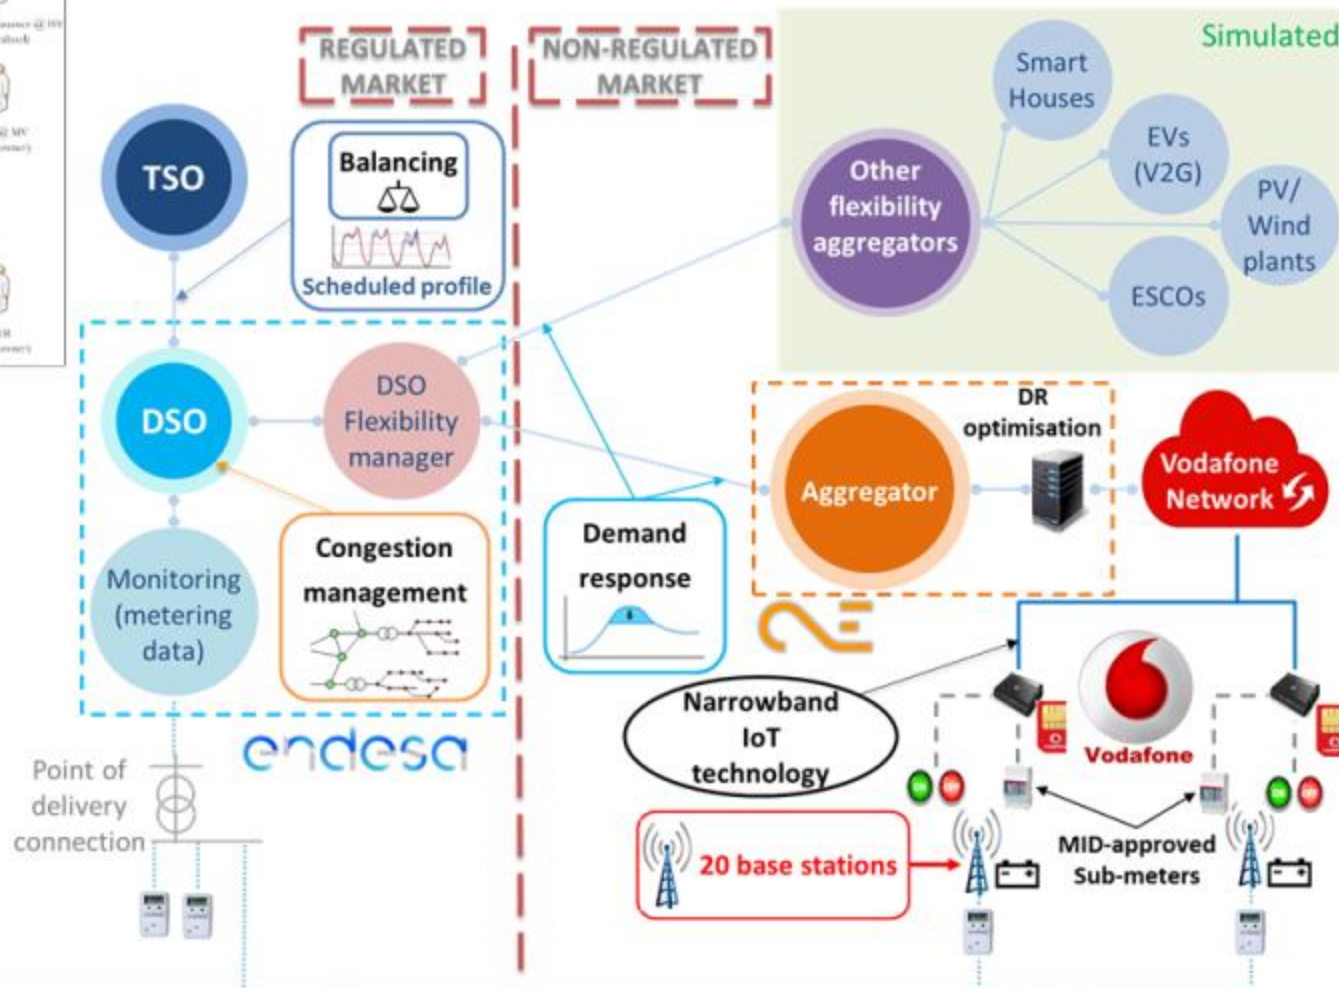 REGULATED
MARKET
NON-REGULATED
MARKET
Simulated
TSO
Balancing
Scheduled profile
Other
flexibility
aggregators
Smart
Houses
EVs
(V2G)
PV/
Wind
plants
ESCOs
DSO
DSO
Flexibility
manager
Monitoring
(metering
data)
Congestion
management
endesa
Demand
response
Aggregator
DR
optimisation
Vodafone
Network
Narrowband
IoT
technology
Vodafone
20 base stations
MID-approved
Sub-meters
Point of
delivery
connection